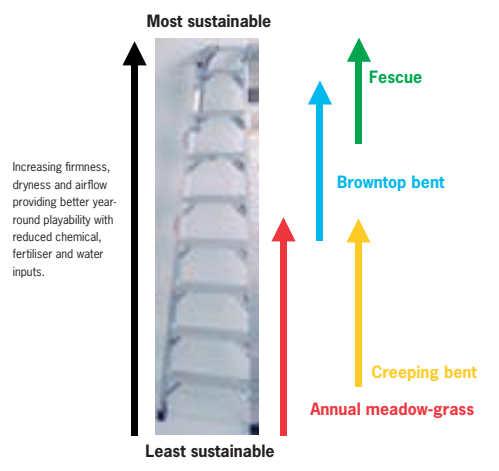 Most sustainable
Fescue
Increasing firmness,
dryness and airflow
providing better year-
round playability with
reduced chemical,
fertiliser and water
inputs.
Browntop bent
Creeping bent
Annual meadow-grass
Least sustainable